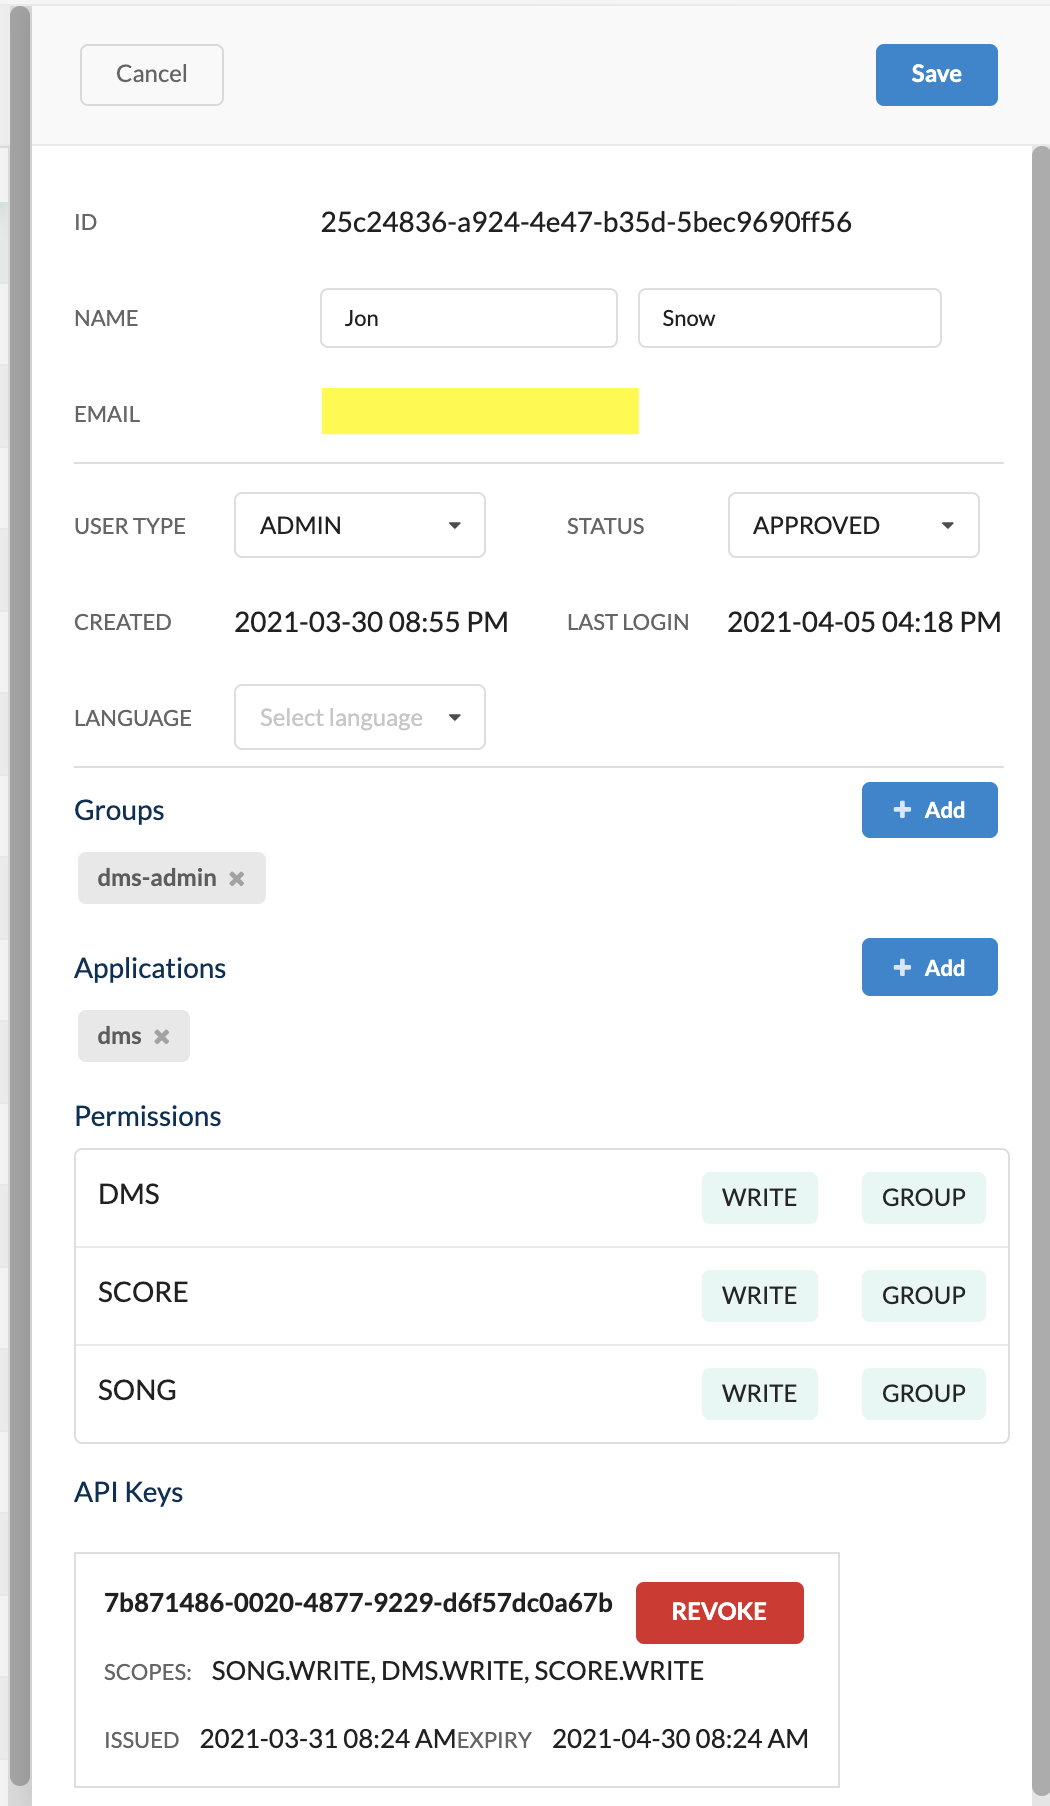 Cancel Save
ID 25c24836-a924-4e47-b35d-5bec9690ff56
NAME Jon Snow
EMAIL
USER TYPE ADMIN STATUS APPROVED
CREATED 2021-03-30 08:55 PM LAST LOGIN 2021-04-05 04:18 PM
LANGUAGE Select language
Groups + Add
dms-admin ×
Applications + Add
dms ×
Permissions
DMS WRITE GROUP
SCORE WRITE GROUP
SONG WRITE GROUP
API Keys
7b871486-0020-4877-9229-d6f57dc0a67b REVOKE
SCOPES: SONG.WRITE, DMS.WRITE, SCORE.WRITE
ISSUED 2021-03-31 08:24 AM EXPIRY 2021-04-30 08:24 AM